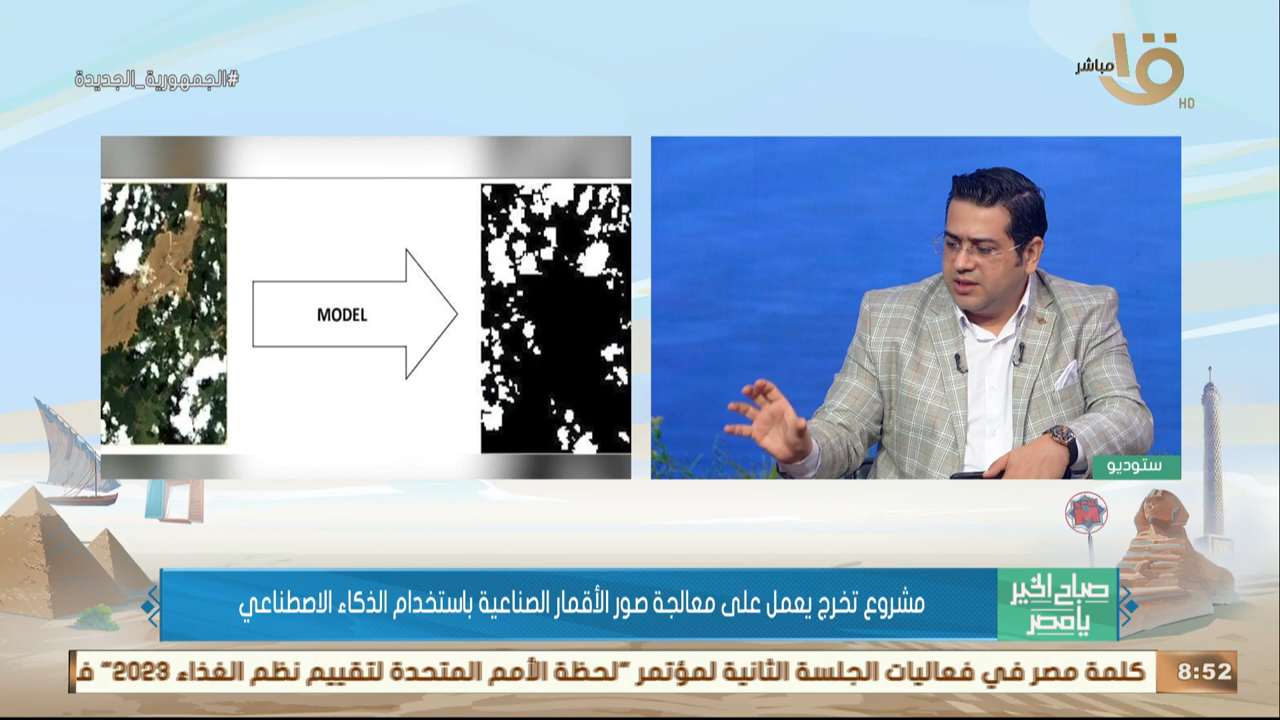 #الجمهورية_الجديدة
مباشر
HD
MODEL
ستوديو
صباح الخير
يا مصر
مشروع تخرج يعمل على معالجة صور الأقمار الصناعية باستخدام الذكاء الاصطناعي
8:52
كلمة مصر في فعاليات الجلسة الثانية لمؤتمر "لحظة الأمم المتحدة لتقييم نظم الغذاء 2023" ف